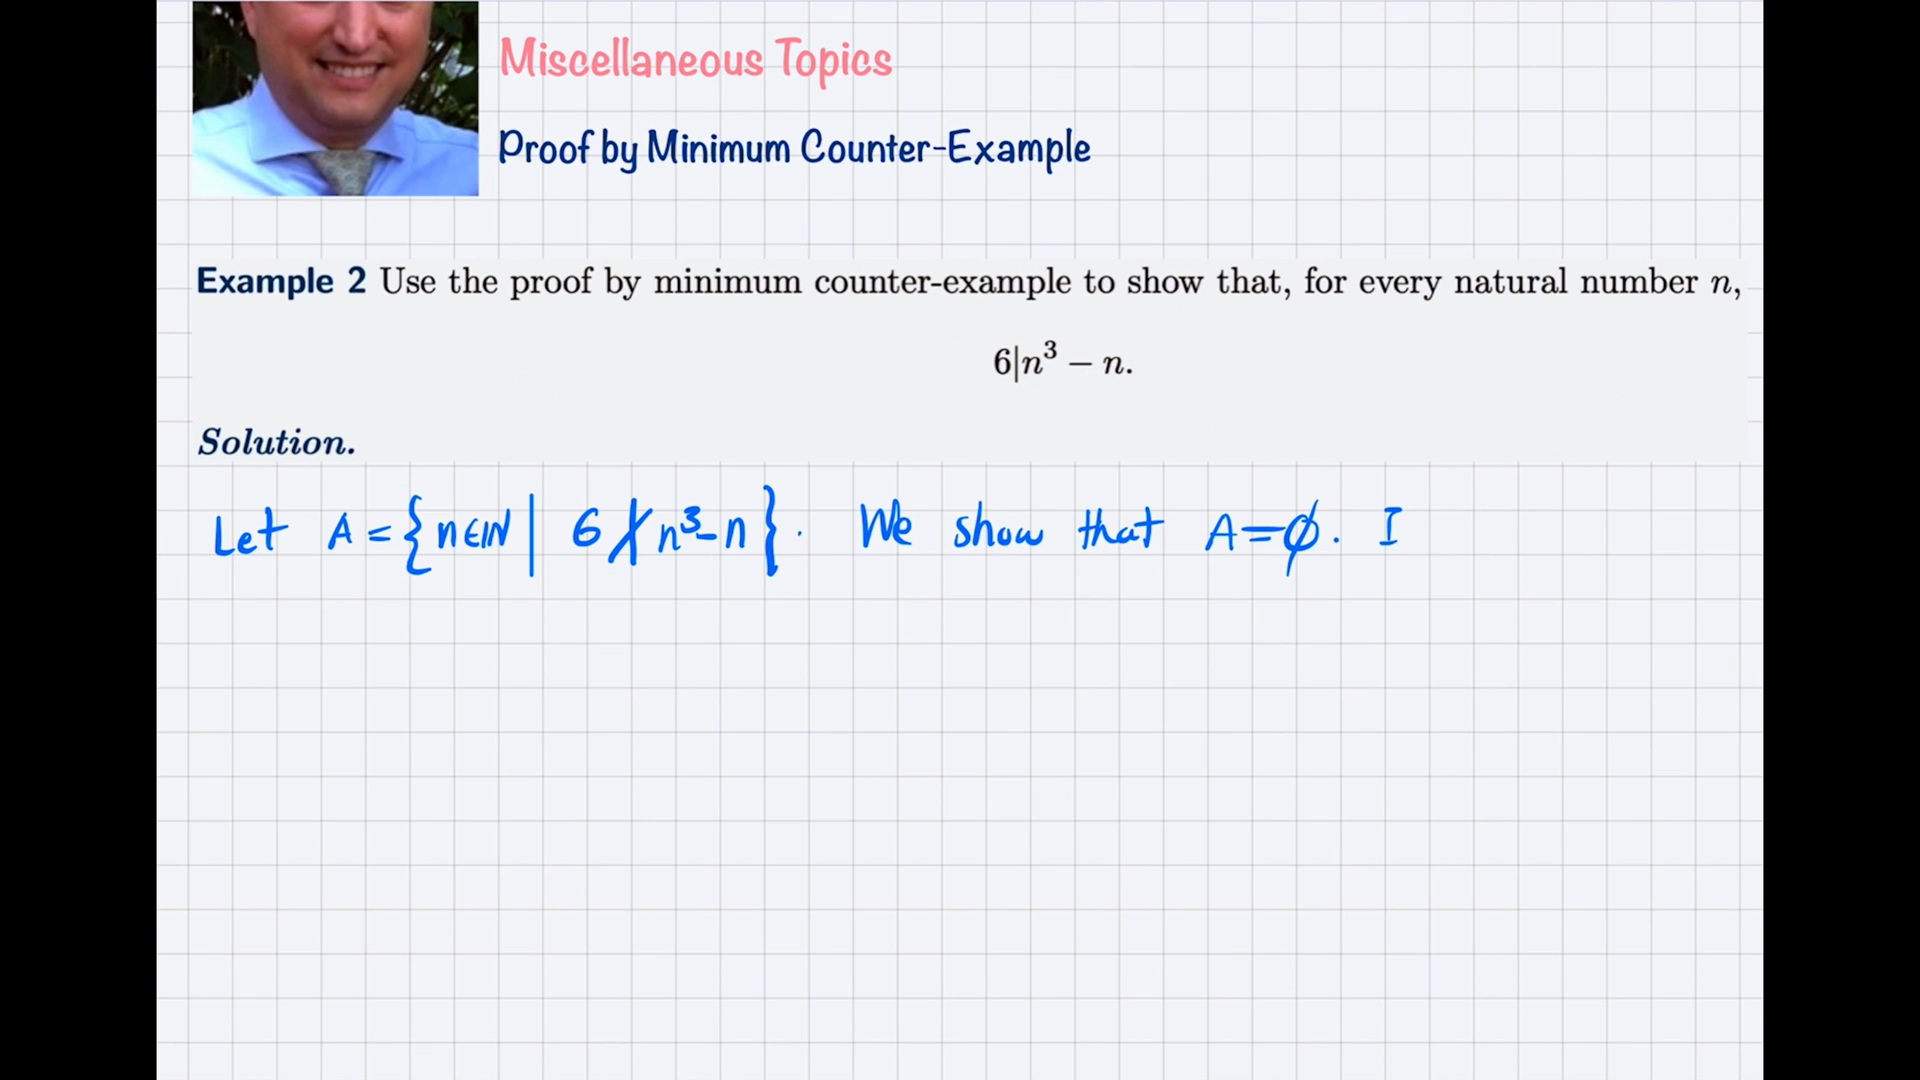 Miscellaneous Topics
Proof by Minimum Counter-Example
Example 2 Use the proof by minimum counter-example to show that, for every natural number n,
6|n³ − n.
Solution.
Let A = {n∈ℕ | 6∤n³-n}. We show that A=∅. I